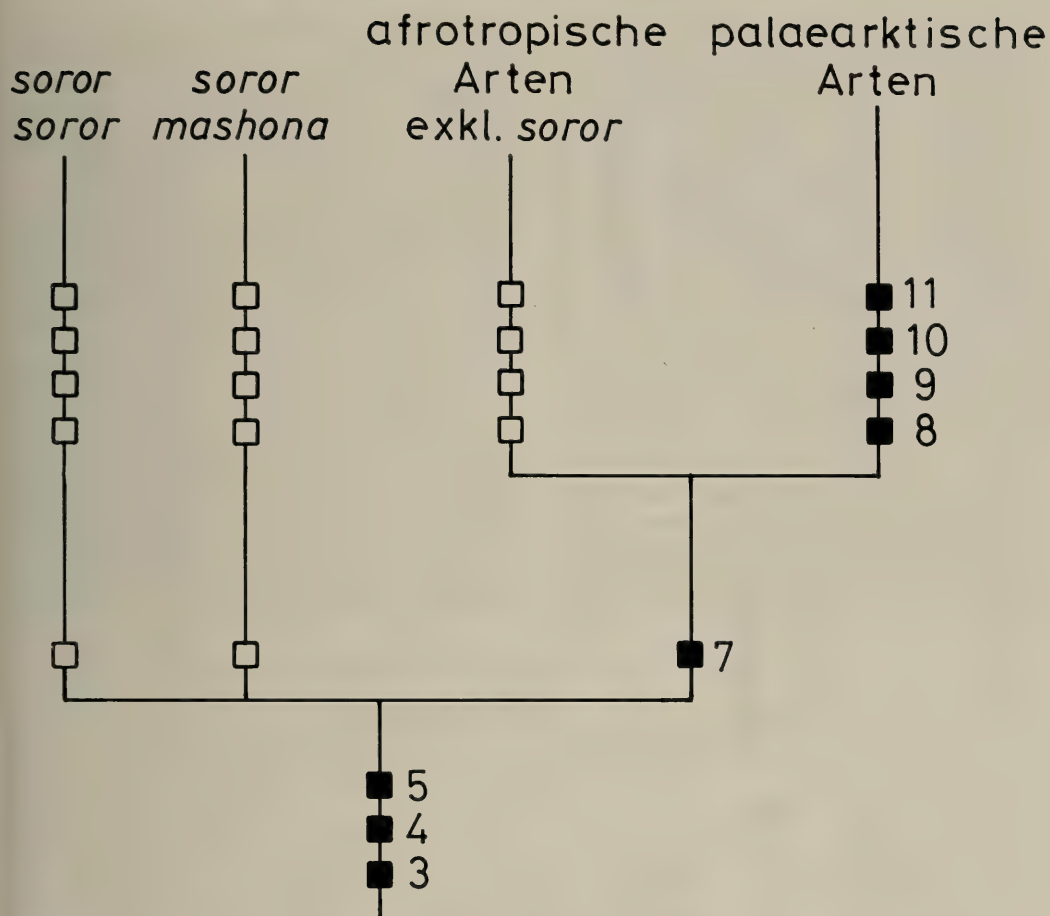 soror
soror
soror
mashona
afrotropische
Arten
exkl. soror
palaearktische
Arten
11
10
9
8
7
5
4
3